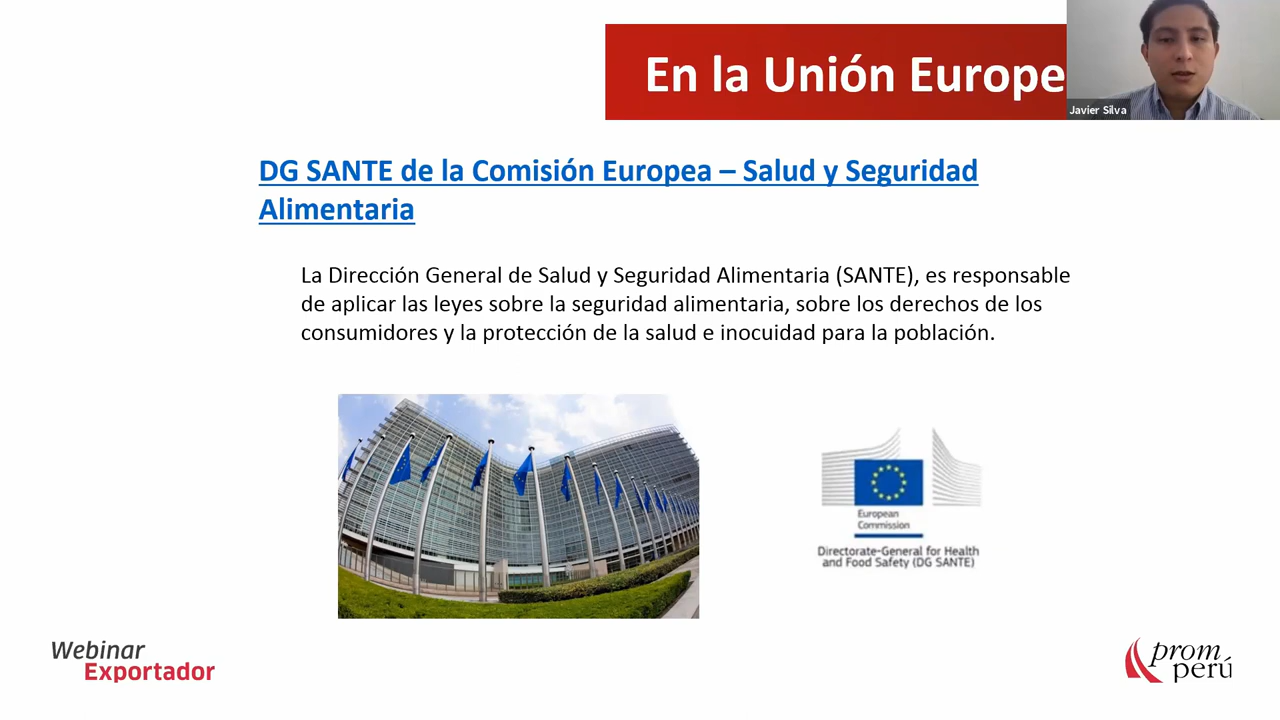 En la Unión Europe
Javier Silva
DG SANTE de la Comisión Europea – Salud y Seguridad
Alimentaria
La Dirección General de Salud y Seguridad Alimentaria (SANTE), es responsable
de aplicar las leyes sobre la seguridad alimentaria, sobre los derechos de los
consumidores y la protección de la salud e inocuidad para la población.
European
Commission
Directorate-General for Health
and Food Safety (DG SANTE)
Webinar
Exportador
prom
perú